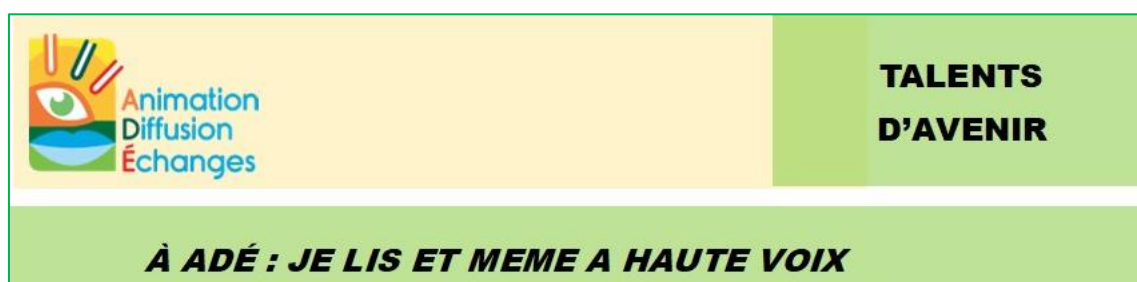 Animation
Diffusion
Échanges
TALENTS
D'AVENIR
À ADÉ : JE LIS ET MEME A HAUTE VOIX